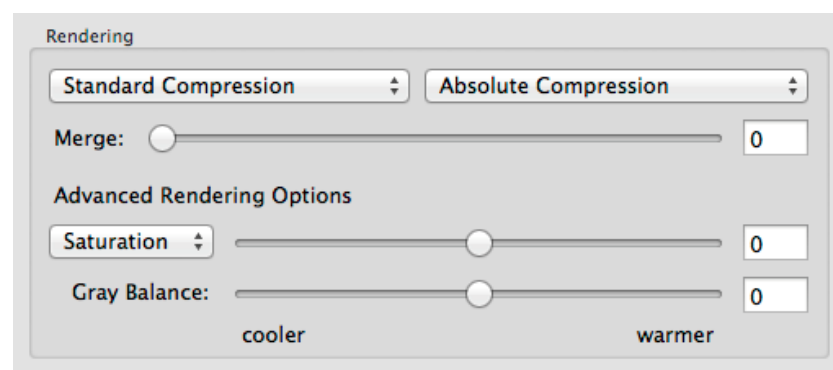 Rendering
Standard Compression Absolute Compression
Merge: 0
Advanced Rendering Options
Saturation 0
Gray Balance: 0
cooler warmer